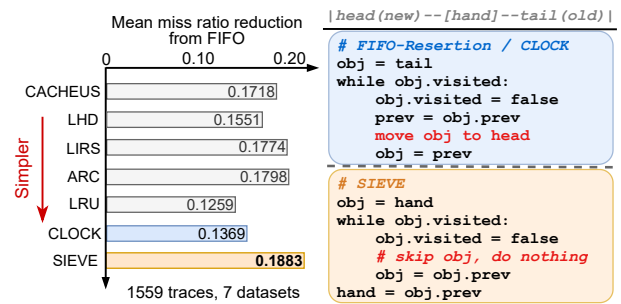 Mean miss ratio reduction
from FIFO
0 0.10 0.20
CACHEUS 0.1718
LHD 0.1551
LIRS 0.1774
ARC 0.1798
LRU 0.1259
CLOCK 0.1369
SIEVE 0.1883
Simpler
1559 traces, 7 datasets
|head(new)--[hand]--tail(old)|
# FIFO-Resertion / CLOCK
obj = tail
while obj.visited:
    obj.visited = false
    prev = obj.prev
    move obj to head
    obj = prev
# SIEVE
obj = hand
while obj.visited:
    obj.visited = false
    # skip obj, do nothing
    obj = obj.prev
hand = obj.prev